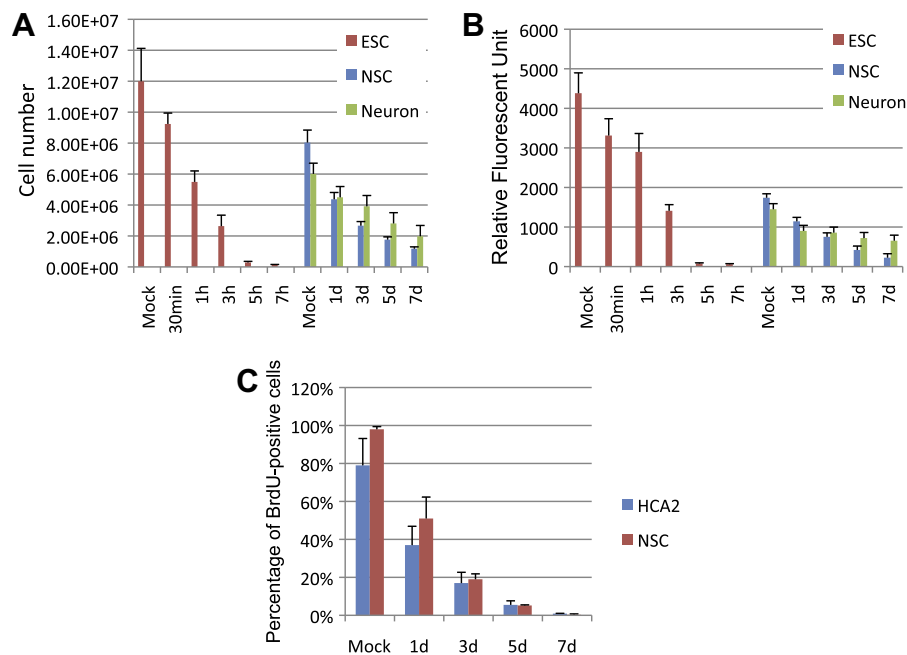 A
Cell number
1.60E+07
1.40E+07
1.20E+07
1.00E+07
8.00E+06
6.00E+06
4.00E+06
2.00E+06
0.00E+00
ESC
NSC
Neuron
Mock 30min 1h 3h 5h 7h Mock 1d 3d 5d 7d
B
Relative Fluorescent Unit
6000
5000
4000
3000
2000
1000
0
ESC
NSC
Neuron
Mock 30min 1h 3h 5h 7h Mock 1d 3d 5d 7d
C
Percentage of BrdU-positive cells
120%
100%
80%
60%
40%
20%
0%
Mock 1d 3d 5d 7d
HCA2
NSC